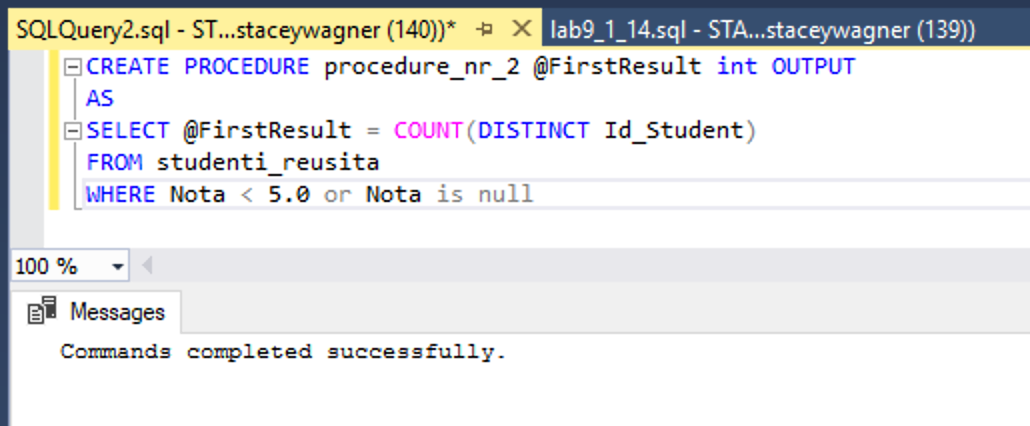 SQLQuery2.sql - ST...staceywagner (140))* lab9_1_14.sql - STA...staceywagner (139))
CREATE PROCEDURE procedure_nr_2 @FirstResult int OUTPUT
AS
SELECT @FirstResult = COUNT(DISTINCT Id_Student)
FROM studenti_reusita
WHERE Nota < 5.0 or Nota is null
100 %
Messages
Commands completed successfully.